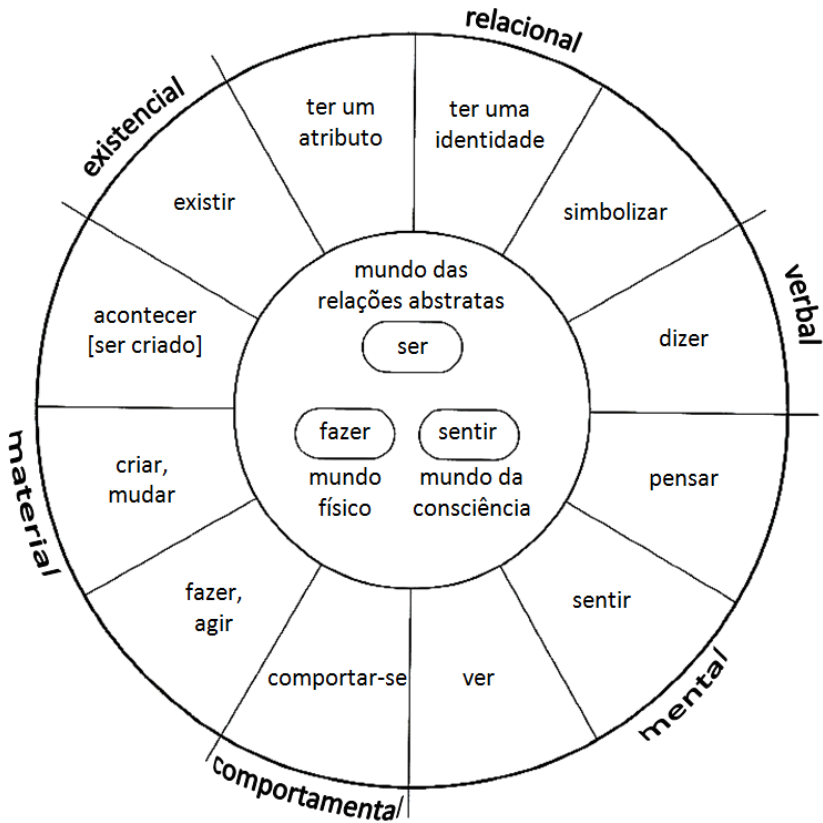 relacional
existencial
ter um
atributo
ter uma
identidade
existir
simbolizar
verbal
mundo das
relações abstratas
ser
acontecer
[ser criado]
dizer
fazer
sentir
material
criar,
mudar
mundo
físico
mundo da
consciência
pensar
fazer,
agir
sentir
comportar-se
ver
mental
comportamental